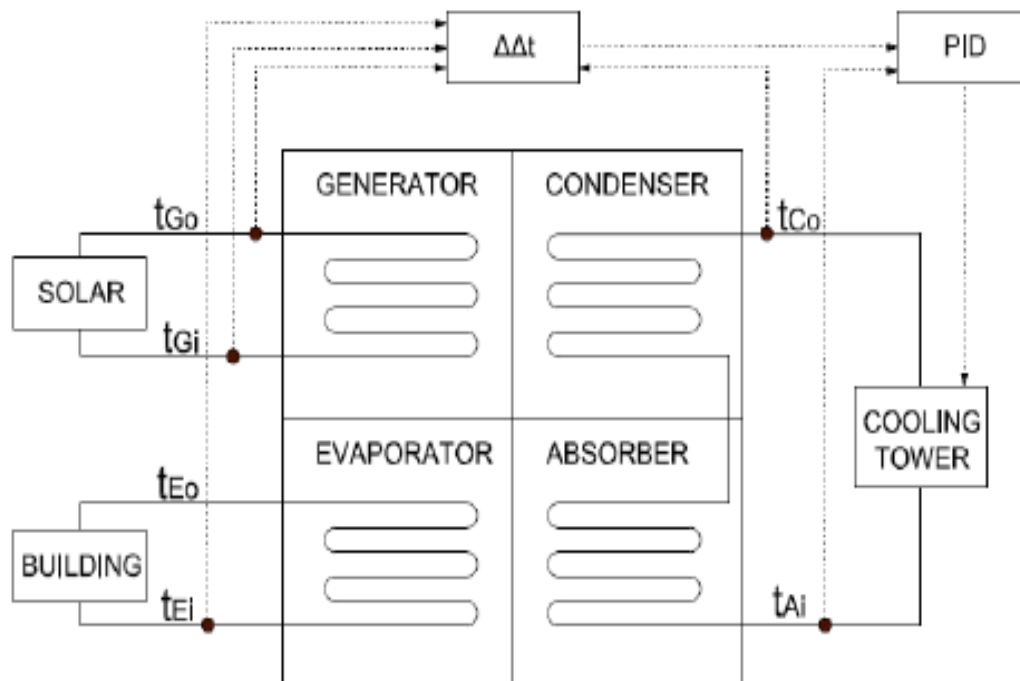 ΔΔt
PID
GENERATOR
CONDENSER
tGo
tCo
SOLAR
tGi
COOLING
TOWER
EVAPORATOR
ABSORBER
tEo
BUILDING
tEi
tAi